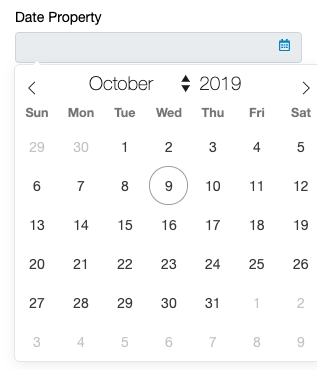 Date Property
October 2019
Sun Mon Tue Wed Thu Fri Sat
29 30 1 2 3 4 5
6 7 8 9 10 11 12
13 14 15 16 17 18 19
20 21 22 23 24 25 26
27 28 29 30 31 1 2
3 4 5 6 7 8 9